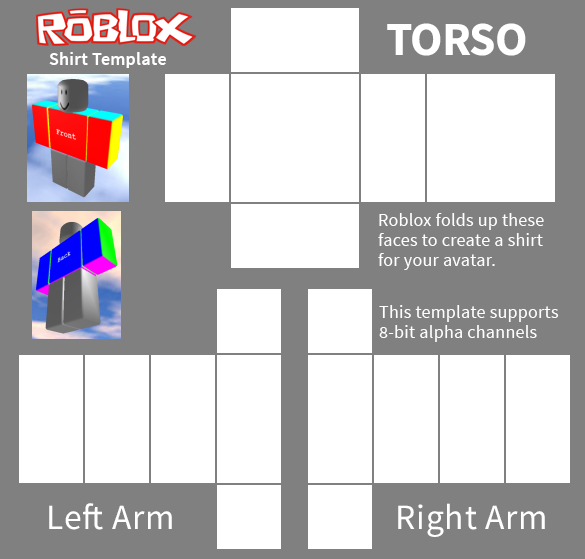 RŌBLOX
TORSO
Shirt Template
Front
Back
Roblox folds up these
faces to create a shirt
for your avatar.
This template supports
8-bit alpha channels
Left Arm
Right Arm